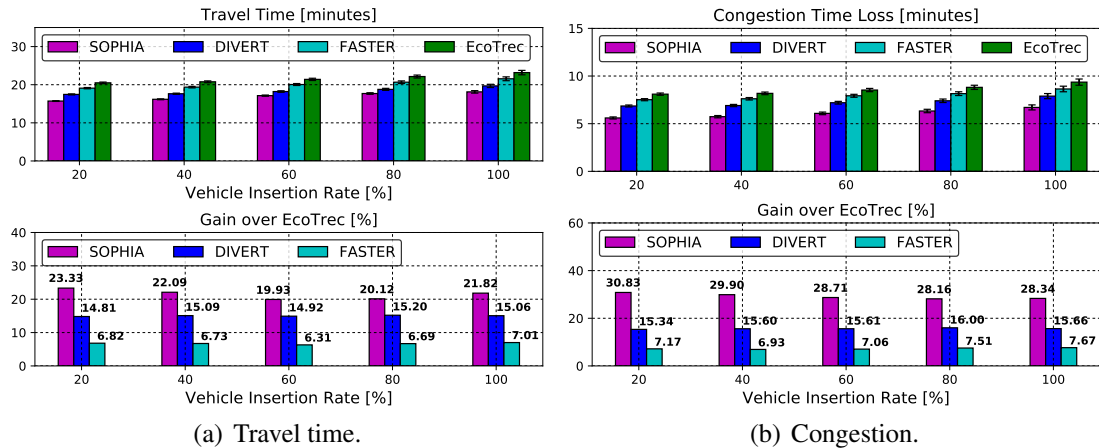 Travel Time [minutes]
30
20
10
0
SOPHIA DIVERT FASTER EcoTrec
20 40 60 80 100
Vehicle Insertion Rate [%]
Gain over EcoTrec [%]
40
30
20
10
0
SOPHIA DIVERT FASTER
23.33 14.81 6.82 22.09 15.09 6.73 19.93 14.92 6.31 20.12 15.20 6.69 21.82 15.06 7.01
20 40 60 80 100
Vehicle Insertion Rate [%]
(a) Travel time.
Congestion Time Loss [minutes]
15
10
5
0
SOPHIA DIVERT FASTER EcoTrec
20 40 60 80 100
Vehicle Insertion Rate [%]
Gain over EcoTrec [%]
60
40
20
0
SOPHIA DIVERT FASTER
30.83 15.34 7.17 29.90 15.60 6.93 28.71 15.61 7.06 28.16 16.00 7.51 28.34 15.66 7.67
20 40 60 80 100
Vehicle Insertion Rate [%]
(b) Congestion.